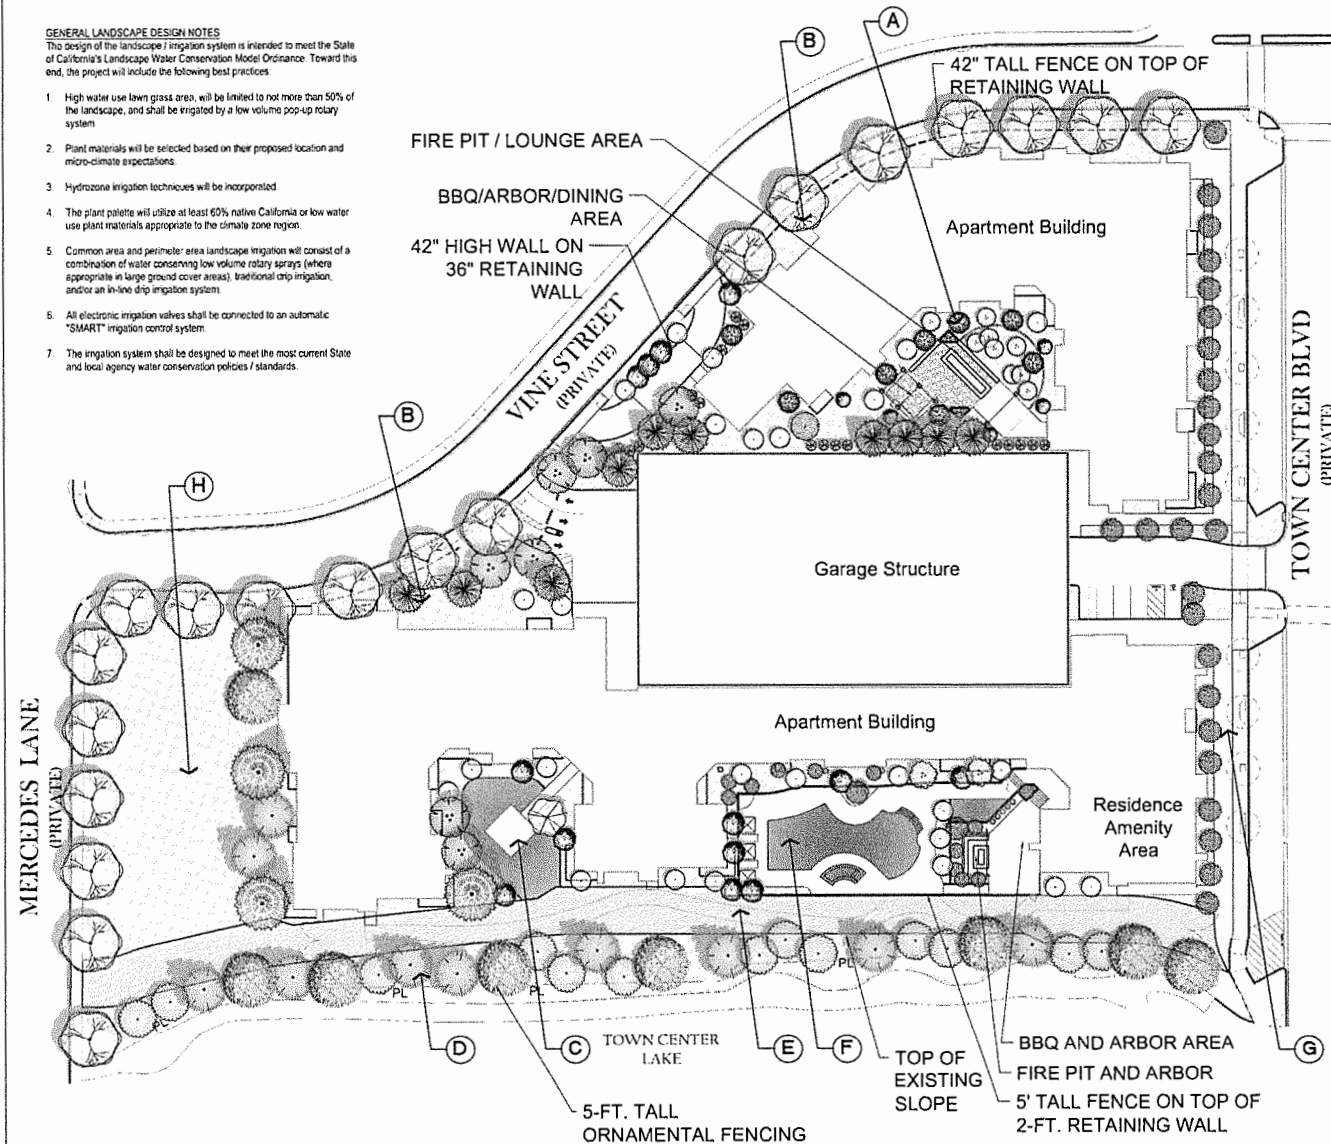 GENERAL LANDSCAPE DESIGN NOTES
The design of the landscape / irrigation system is intended to meet the State
of California's Landscape Water Conservation Model Ordinance. Toward this
end, the project will include the following best practices:
1. High water use lawn grass area, will be limited to not more than 50% of
the landscape, and shall be irrigated by a low volume pop-up rotary
system
2. Plant materials will be selected based on their proposed location and
micro-climate expectations.
3. Hydrozone irrigation techniques will be incorporated.
4. The plant palette will utilize at least 60% native California or low water
use plant materials appropriate to the climate zone region.
5. Common area and perimeter area landscape irrigation will consist of a
combination of water conserving low volume rotary sprays (where
appropriate in large ground cover areas), traditional drip irrigation,
and/or an in-line drip irrigation system.
6. All electronic irrigation valves shall be connected to an automatic
"SMART" irrigation control system.
7. The irrigation system shall be designed to meet the most current State
and local agency water conservation policies / standards.
A
B
42" TALL FENCE ON TOP OF
RETAINING WALL
FIRE PIT / LOUNGE AREA
BBQ/ARBOR/DINING
AREA
42" HIGH WALL ON
36" RETAINING
WALL
Apartment Building
VINE STREET
(PRIVATE)
TOWN CENTER BLVD
(PRIVATE)
B
H
Garage Structure
MERCEDES LANE
(PRIVATE)
Apartment Building
Residence
Amenity
Area
PL
PL
PL
PL
D
C
TOWN CENTER
LAKE
E
F
G
TOP OF
EXISTING
SLOPE
BBQ AND ARBOR AREA
FIRE PIT AND ARBOR
5' TALL FENCE ON TOP OF
2-FT. RETAINING WALL
5-FT. TALL
ORNAMENTAL FENCING